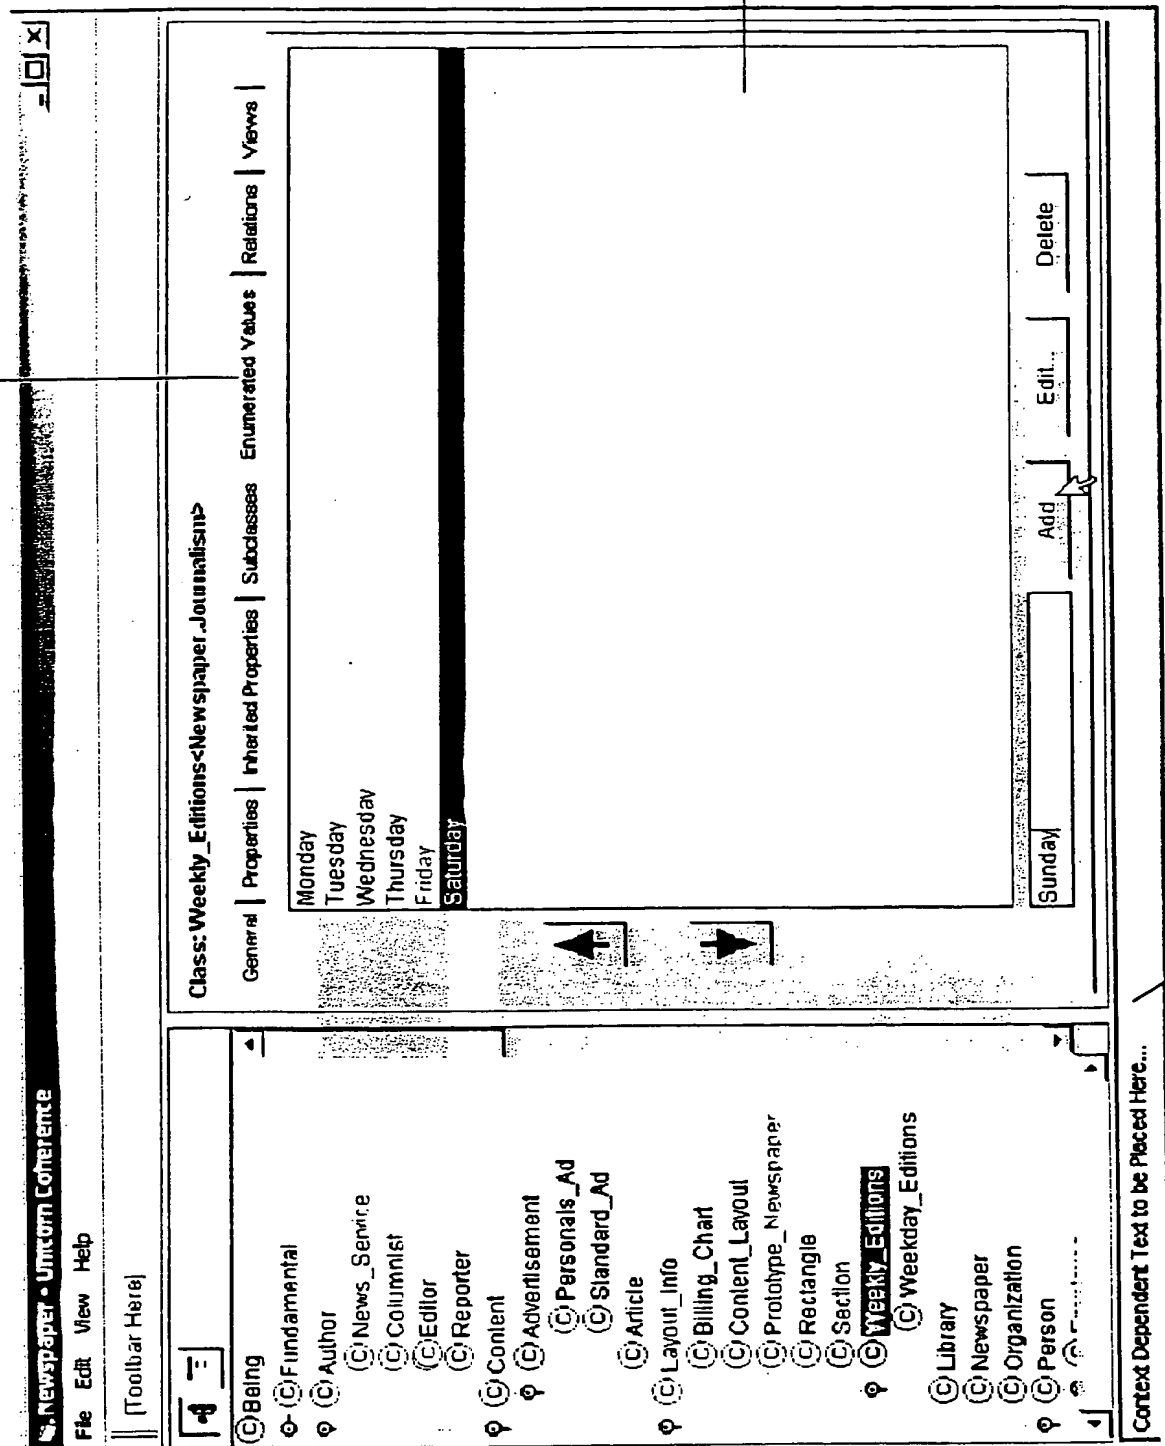 Newspaper - Unicorn Coherence
File Edit View Help
[Toolbar Here]
Being
Fundamental
Author
News_Service
Columnist
Editor
Reporter
Content
Advertisement
Personals_Ad
Standard_Ad
Article
Layout_Info
Billing_Chart
Content_Layout
Prototype_Newspaper
Rectangle
Section
Weekly_Editions
Weekday_Editions
Library
Newspaper
Organization
Person
Class: Weekly_Editions<Newspaper.Journalism>
General | Properties | Inherited Properties | Subclasses Enumerated Values | Relations | Views |
Monday
Tuesday
Wednesday
Thursday
Friday
Saturday
Sunday
Add Edit... Delete
Context Dependent Text to be Placed Here...